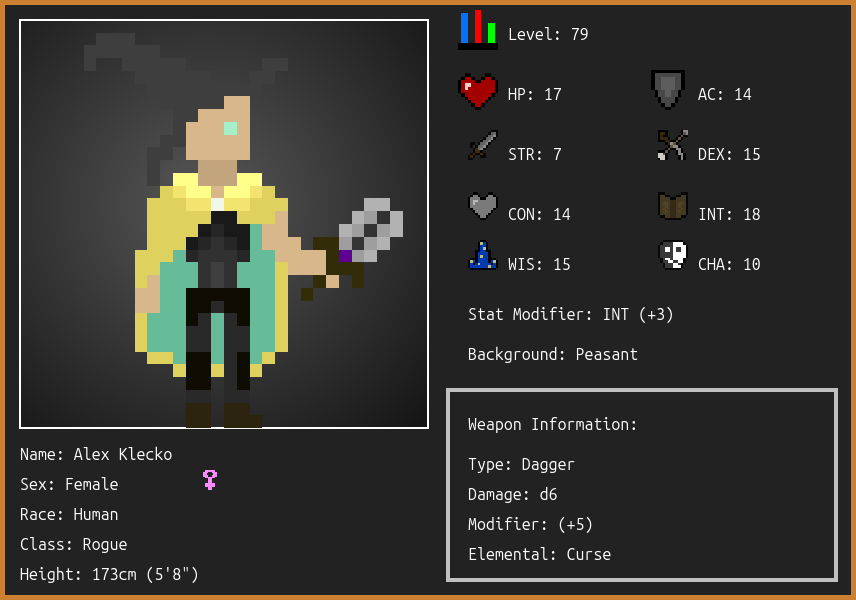 Level: 79
HP: 17
AC: 14
STR: 7
DEX: 15
CON: 14
INT: 18
WIS: 15
CHA: 10
Stat Modifier: INT (+3)
Background: Peasant
Weapon Information:
Type: Dagger
Damage: d6
Modifier: (+5)
Elemental: Curse
Name: Alex Klecko
Sex: Female
Race: Human
Class: Rogue
Height: 173cm (5'8")